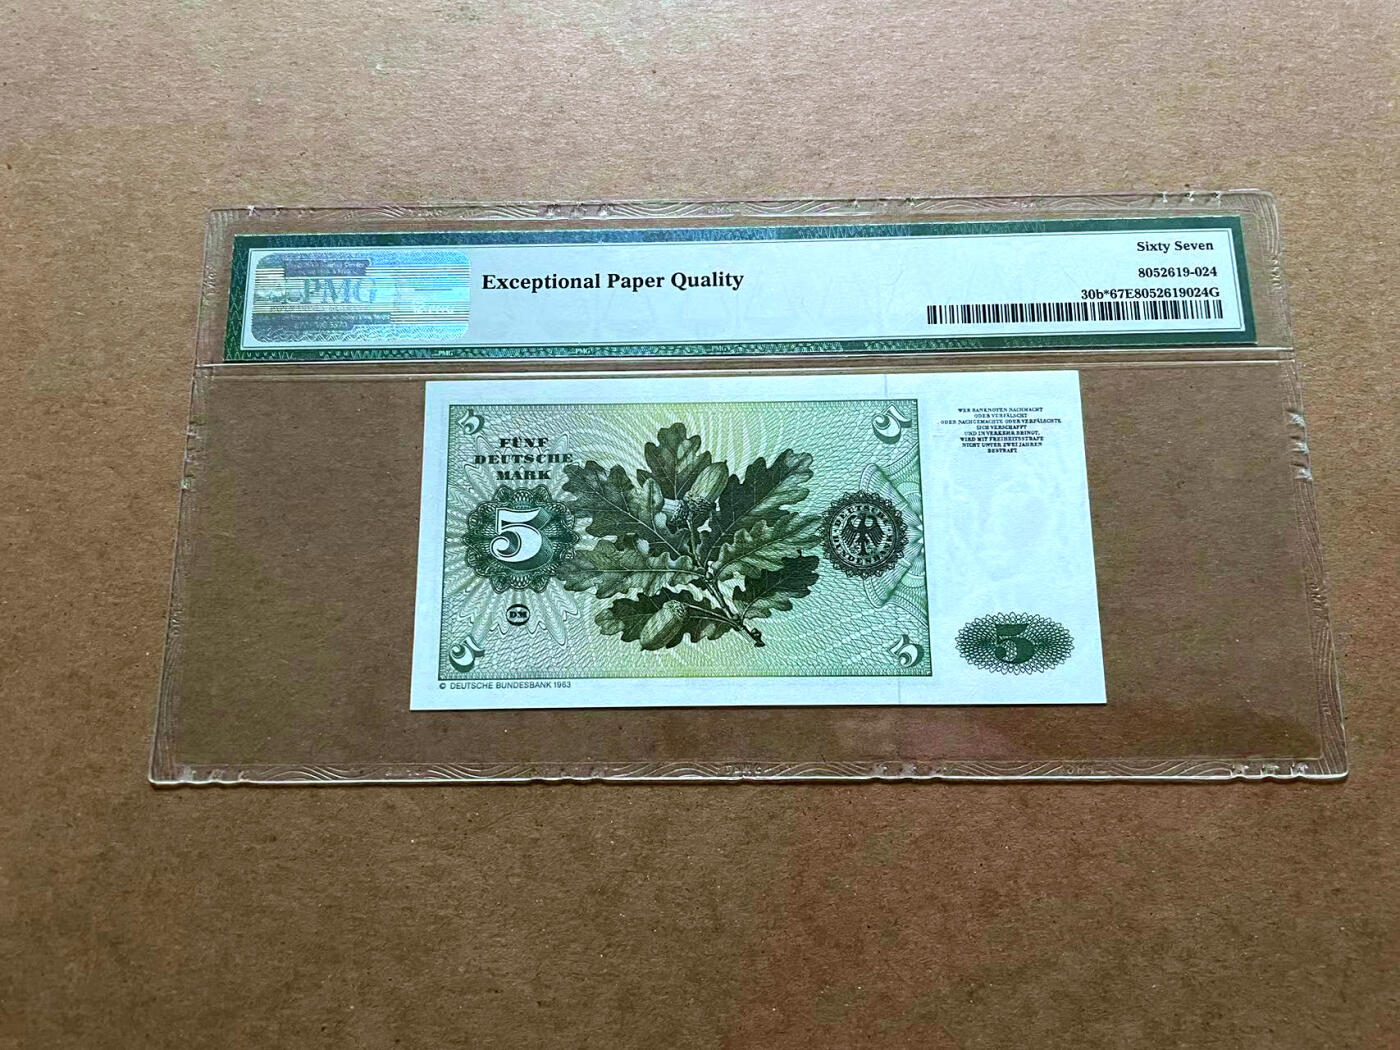 PMG
Exceptional Paper Quality
Sixty Seven
8052619-024
30b*67E8052619024G
5
5
FÜNF
DEUTSCHE
MARK
5
DM
5
5
© DEUTSCHE BUNDESBANK 1963
WER BANKNOTEN NACHMACHT
ODER VERFÄLSCHT
ODER NACHGEMACHTE ODER VERFÄLSCHTE
SICH VERSCHAFFT
UND IN VERKEHR BRINGT,
WIRD MIT FREIHEITSSTRAFE
NICHT UNTER ZWEI JAHREN
BESTRAFT
5